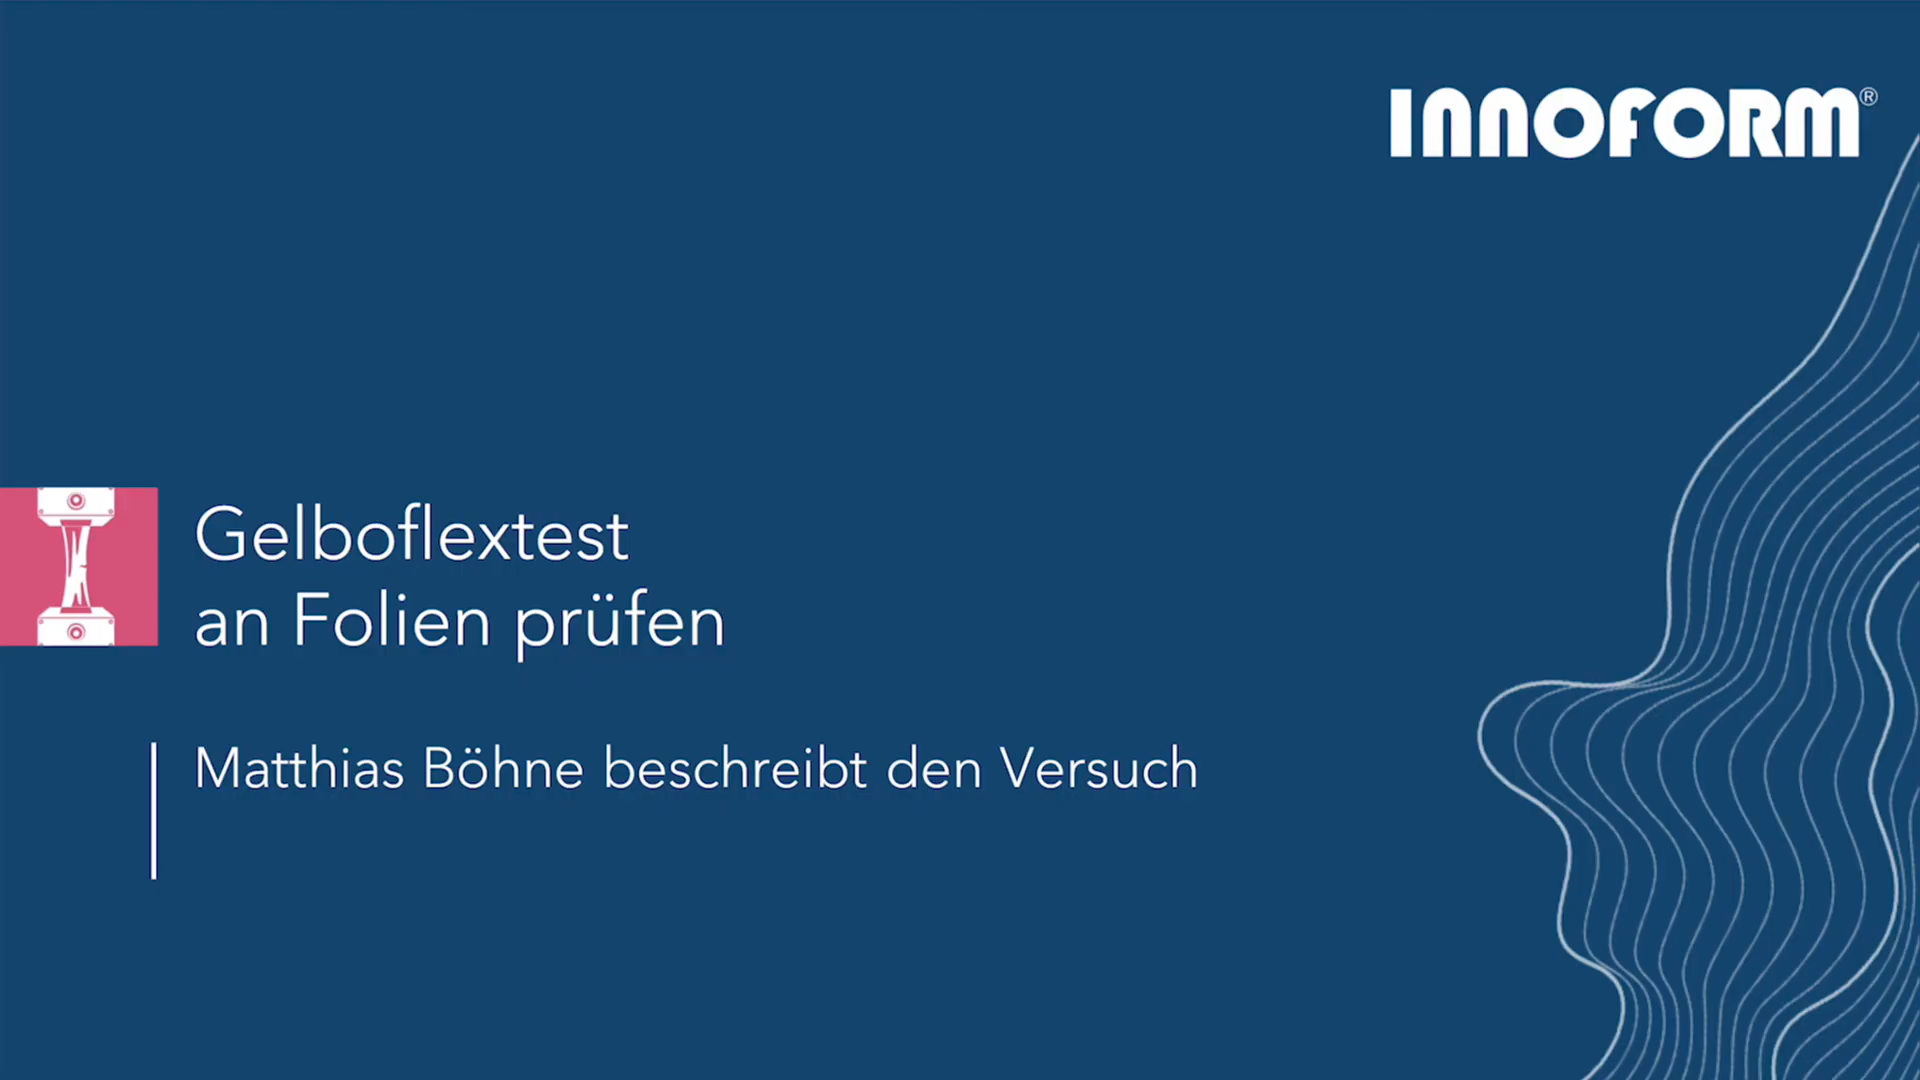 INNOFORM®
Gelboflextest
an Folien prüfen
Matthias Böhne beschreibt den Versuch